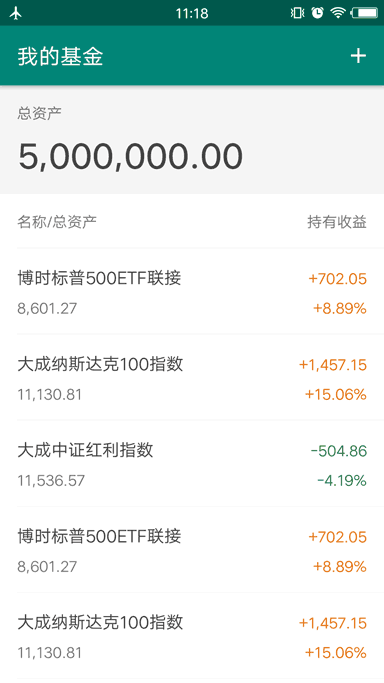 11:18
我的基金
+
总资产
5,000,000.00
名称/总资产 持有收益
博时标普500ETF联接 +702.05
8,601.27 +8.89%
大成纳斯达克100指数 +1,457.15
11,130.81 +15.06%
大成中证红利指数 -504.86
11,536.57 -4.19%
博时标普500ETF联接 +702.05
8,601.27 +8.89%
大成纳斯达克100指数 +1,457.15
11,130.81 +15.06%